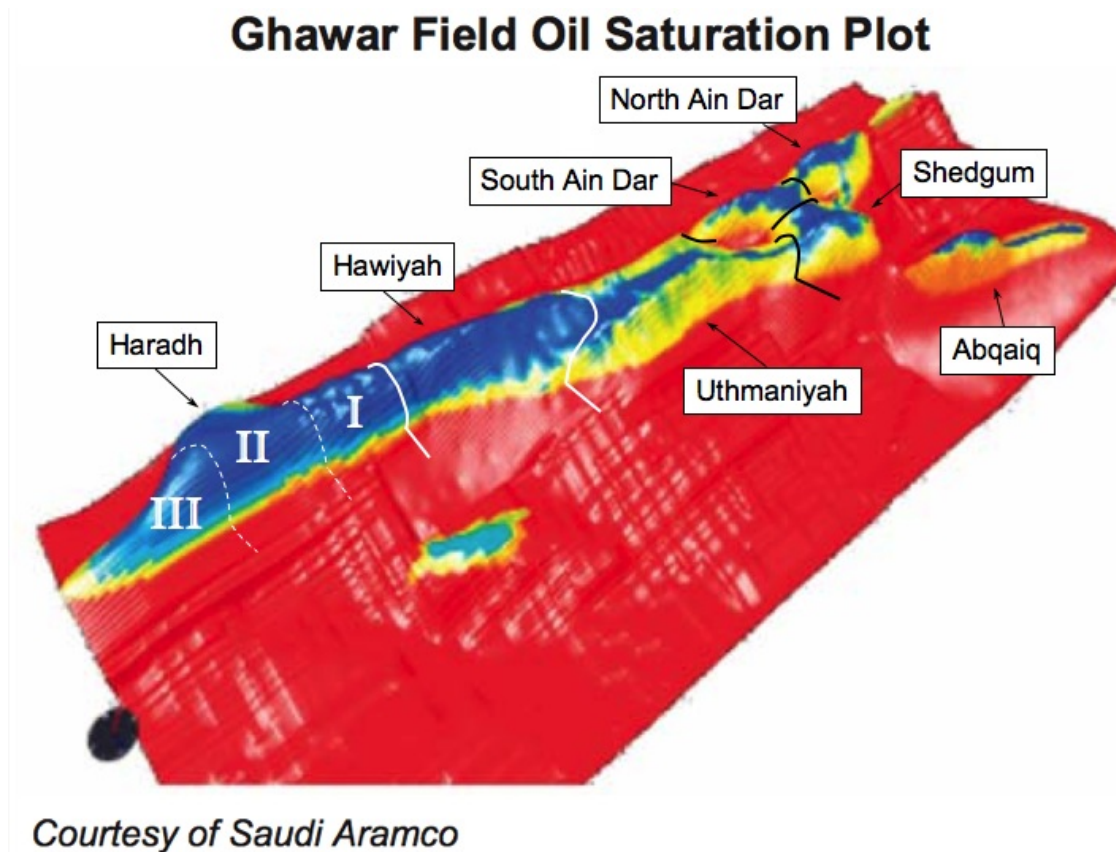 Ghawar Field Oil Saturation Plot
North Ain Dar
South Ain Dar
Shedgum
Hawiyah
Haradh
Abqaiq
Uthmaniyah
I
II
III
Courtesy of Saudi Aramco